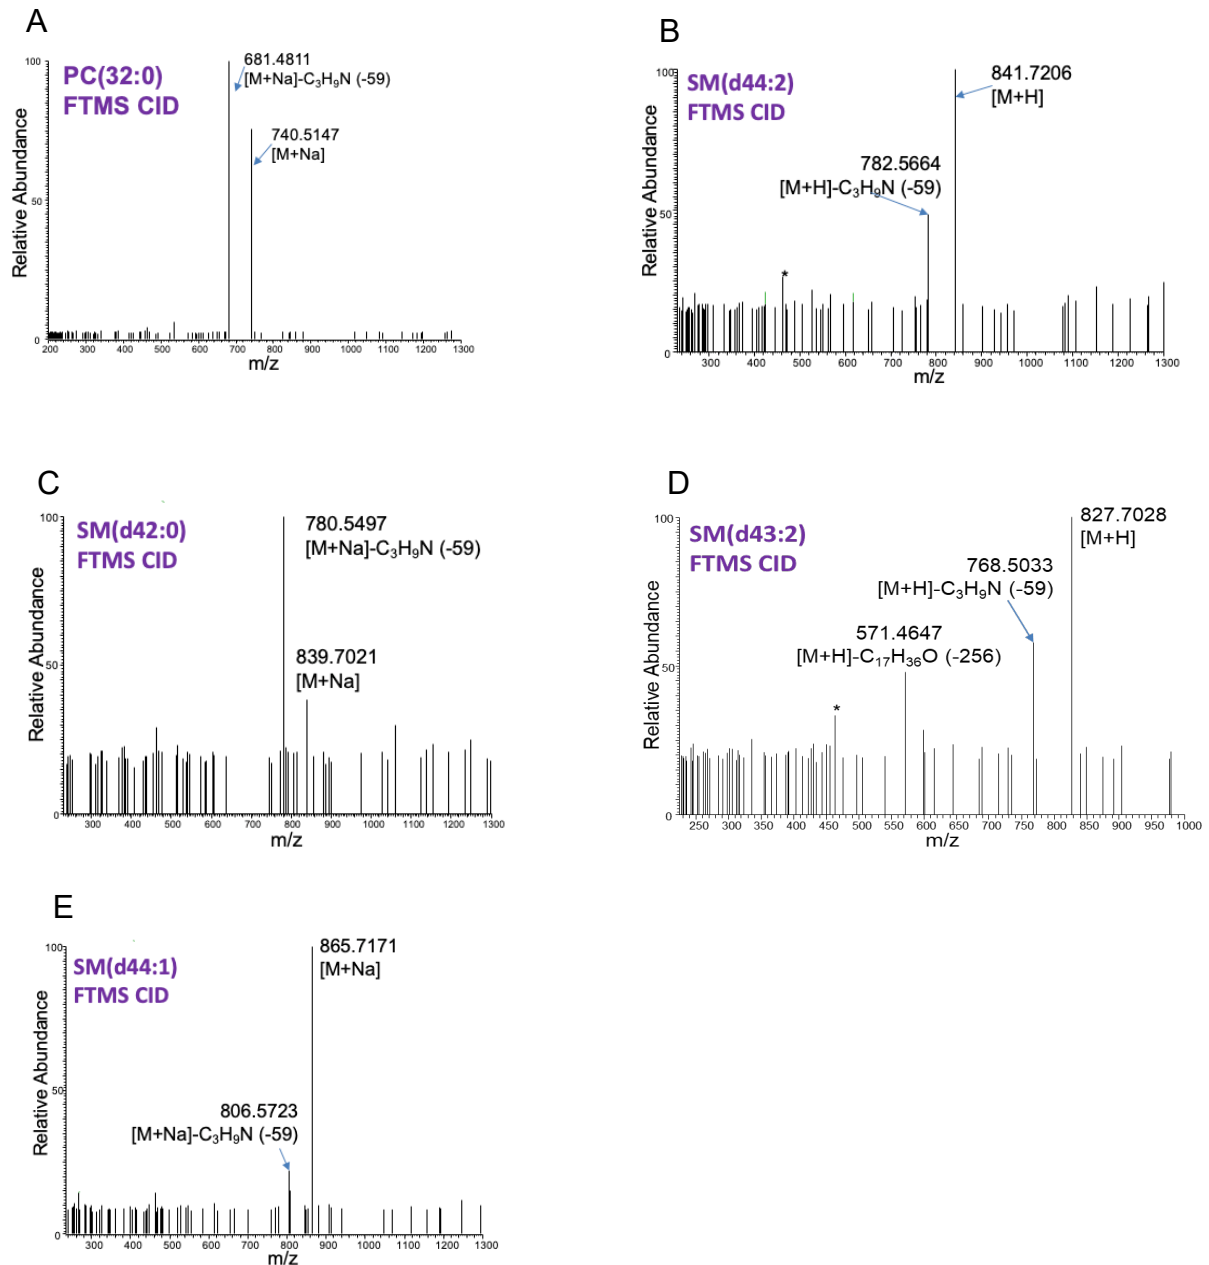 A
PC(32:0)
FTMS CID
681.4811
[M+Na]-C₃H₉N (-59)
740.5147
[M+Na]
Relative Abundance
100
50
0
200 300 400 500 600 700 800 900 1000 1100 1200 1300
m/z
B
SM(d44:2)
FTMS CID
841.7206
[M+H]
782.5664
[M+H]-C₃H₉N (-59)
*
Relative Abundance
100
50
0
300 400 500 600 700 800 900 1000 1100 1200 1300
m/z
C
SM(d42:0)
FTMS CID
780.5497
[M+Na]-C₃H₉N (-59)
839.7021
[M+Na]
Relative Abundance
100
50
0
300 400 500 600 700 800 900 1000 1100 1200 1300
m/z
D
SM(d43:2)
FTMS CID
827.7028
[M+H]
768.5033
[M+H]-C₃H₉N (-59)
571.4647
[M+H]-C₁₇H₃₆O (-256)
*
Relative Abundance
100
50
0
250 300 350 400 450 500 550 600 650 700 750 800 850 900 950 1000
m/z
E
SM(d44:1)
FTMS CID
865.7171
[M+Na]
806.5723
[M+Na]-C₃H₉N (-59)
Relative Abundance
100
50
0
300 400 500 600 700 800 900 1000 1100 1200 1300
m/z